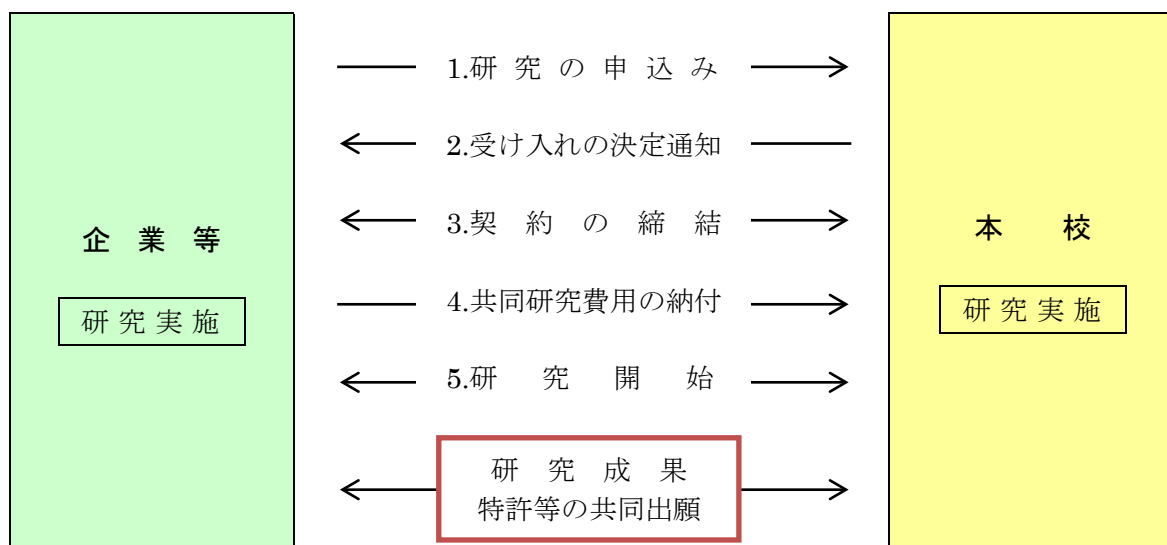 1.研究の申込み
2.受け入れの決定通知
3.契約の締結
企業等
本校
4.共同研究費用の納付
研究実施
研究実施
5.研究開始
研究成果
特許等の共同出願